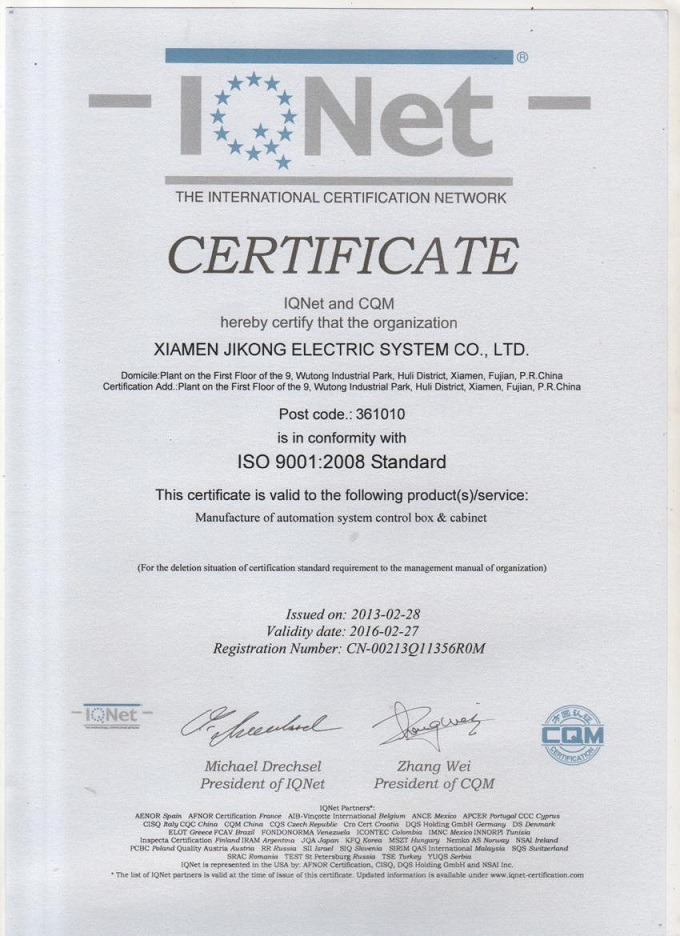 IQNet ®
THE INTERNATIONAL CERTIFICATION NETWORK
CERTIFICATE
IQNet and CQM
hereby certify that the organization
XIAMEN JIKONG ELECTRIC SYSTEM CO., LTD.
Domicile:Plant on the First Floor of the 9, Wutong Industrial Park, Huli District, Xiamen, Fujian, P.R.China
Certification Add.:Plant on the First Floor of the 9, Wutong Industrial Park, Huli District, Xiamen, Fujian, P.R.China
Post code.: 361010
is in conformity with
ISO 9001:2008 Standard
This certificate is valid to the following product(s)/service:
Manufacture of automation system control box & cabinet
(For the deletion situation of certification standard requirement to the management manual of organization)
Issued on: 2013-02-28
Validity date: 2016-02-27
Registration Number: CN-00213Q11356R0M
IQNet
THE INTERNATIONAL CERTIFICATION NETWORK
Zhang Wei
方圆认证
CQM
CERTIFICATION
Michael Drechsel
President of IQNet
Zhang Wei
President of CQM
IQNet Partners*:
AENOR Spain AFNOR Certification France AIB-Vinçotte International Belgium ANCE Mexico APCER Portugal CCC Cyprus
CISQ Italy CQC China CQM China CQS Czech Republic Cro Cert Croatia DQS Holding GmbH Germany DS Denmark
ELOT Greece FCAV Brazil FONDONORMA Venezuela ICONTEC Colombia IMNC Mexico INNORPI Tunisia
Inspecta Certification Finland IRAM Argentina JQA Japan KFQ Korea MSZT Hungary Nemko AS Norway NSAI Ireland
PCBC Poland Quality Austria Austria RR Russia SII Israel SIQ Slovenia SIRIM QAS International Malaysia SQS Switzerland
SRAC Romania TEST St Petersburg Russia TSE Turkey YUQS Serbia
IQNet is represented in the USA by: AFNOR Certification, CISQ, DQS Holding GmbH and NSAI Inc.
* The list of IQNet partners is valid at the time of issue of this certificate. Updated information is available under www.iqnet-certification.com